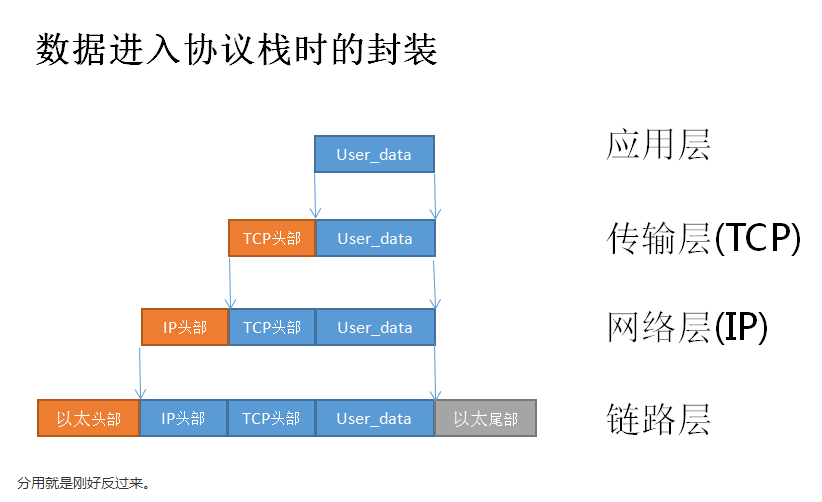 数据进入协议栈时的封装
User_data 应用层
TCP头部 User_data 传输层(TCP)
IP头部 TCP头部 User_data 网络层(IP)
以太头部 IP头部 TCP头部 User_data 以太尾部 链路层
分用就是刚好反过来。